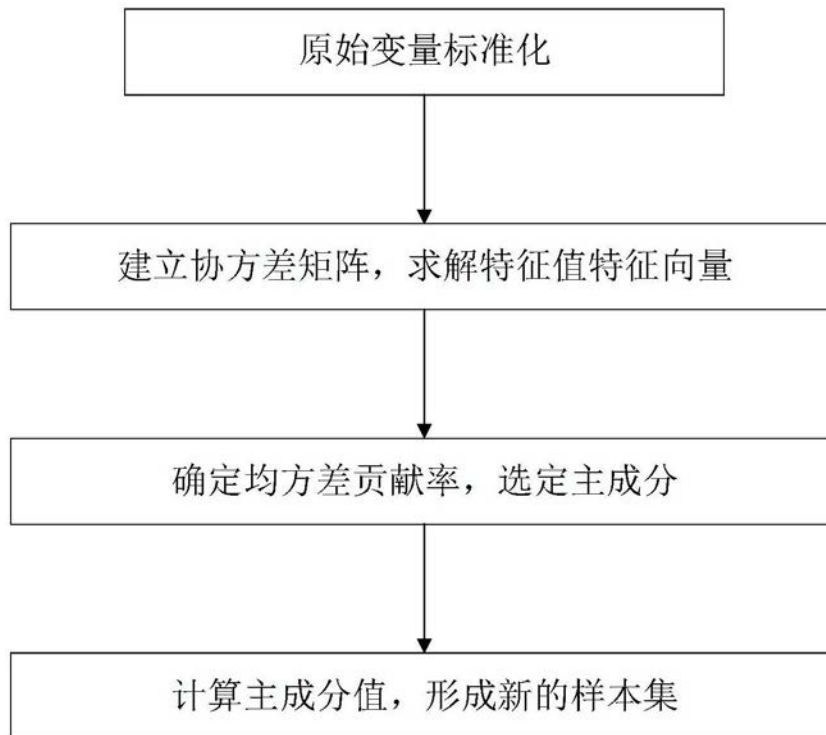 原始变量标准化
建立协方差矩阵，求解特征值特征向量
确定均方差贡献率，选定主成分
计算主成分值，形成新的样本集